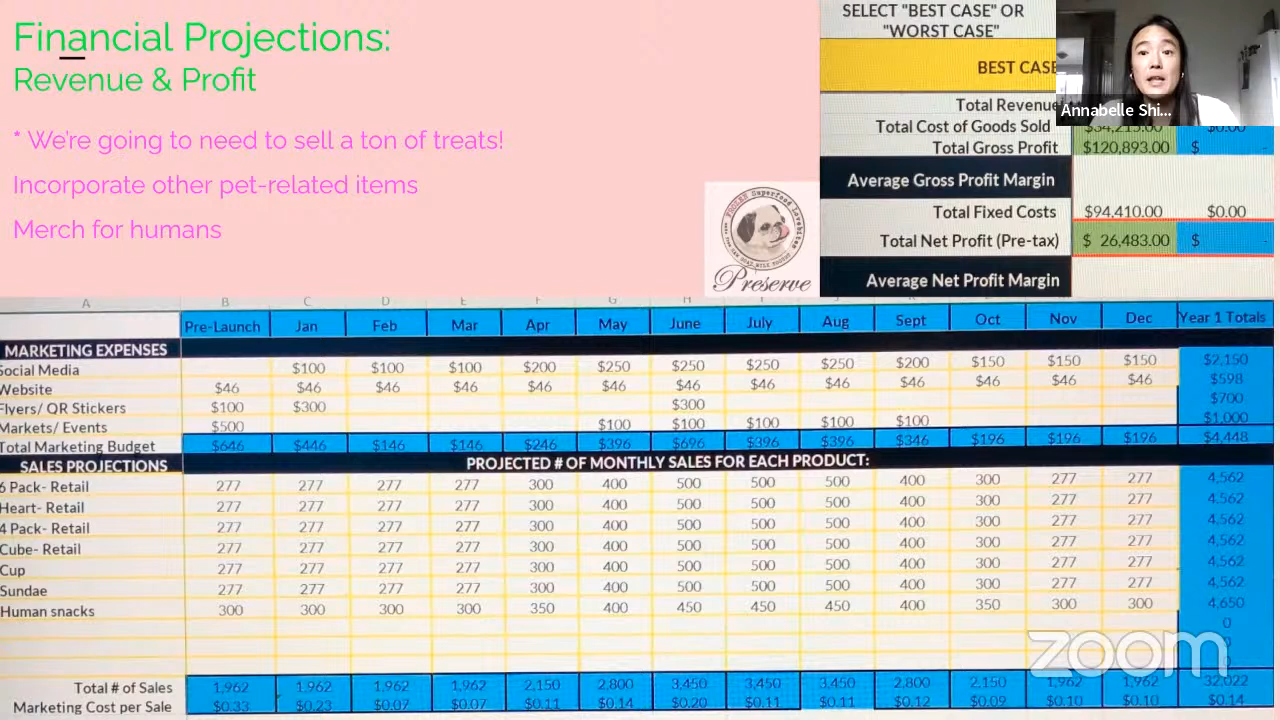 Financial Projections:
Revenue & Profit
* We're going to need to sell a ton of treats!
Incorporate other pet-related items
Merch for humans
Preserve
SELECT "BEST CASE" OR
"WORST CASE"
BEST CASE
Total Revenue
Total Cost of Goods Sold $34,215.00 $0.00
Total Gross Profit $120,893.00 $ -
Average Gross Profit Margin
Total Fixed Costs $94,410.00 $0.00
Total Net Profit (Pre-tax) $ 26,483.00 $ -
Average Net Profit Margin
Annabelle Shi...
A B C D E F G H I J K
Pre-Launch Jan Feb Mar Apr May June July Aug Sept Oct Nov Dec Year 1 Totals
MARKETING EXPENSES
Social Media $100 $100 $100 $200 $250 $250 $250 $250 $200 $150 $150 $150 $2,150
Website $46 $46 $46 $46 $46 $46 $46 $46 $46 $46 $46 $46 $46 $598
Flyers/ QR Stickers $100 $300 $300 $700
Markets/ Events $500 $100 $100 $100 $100 $100 $1,000
Total Marketing Budget $646 $446 $146 $146 $246 $396 $696 $396 $396 $346 $196 $196 $196 $4,448
SALES PROJECTIONS PROJECTED # OF MONTHLY SALES FOR EACH PRODUCT:
6 Pack- Retail 277 277 277 277 300 400 500 500 500 400 300 277 277 4,562
Heart- Retail 277 277 277 277 300 400 500 500 500 400 300 277 277 4,562
4 Pack- Retail 277 277 277 277 300 400 500 500 500 400 300 277 277 4,562
Cube- Retail 277 277 277 277 300 400 500 500 500 400 300 277 277 4,562
Cup 277 277 277 277 300 400 500 500 500 400 300 277 277 4,562
Sundae 277 277 277 277 300 400 500 500 500 400 300 277 277 4,562
Human snacks 300 300 300 300 350 400 450 450 450 400 350 300 300 4,650
0
0
0
zoom
Total # of Sales 1,962 1,962 1,962 1,962 2,150 2,800 3,450 3,450 3,450 2,800 2,150 1,962 1,962 32,022
Marketing Cost per Sale $0.33 $0.23 $0.07 $0.07 $0.11 $0.14 $0.20 $0.11 $0.11 $0.12 $0.09 $0.10 $0.10 $0.14